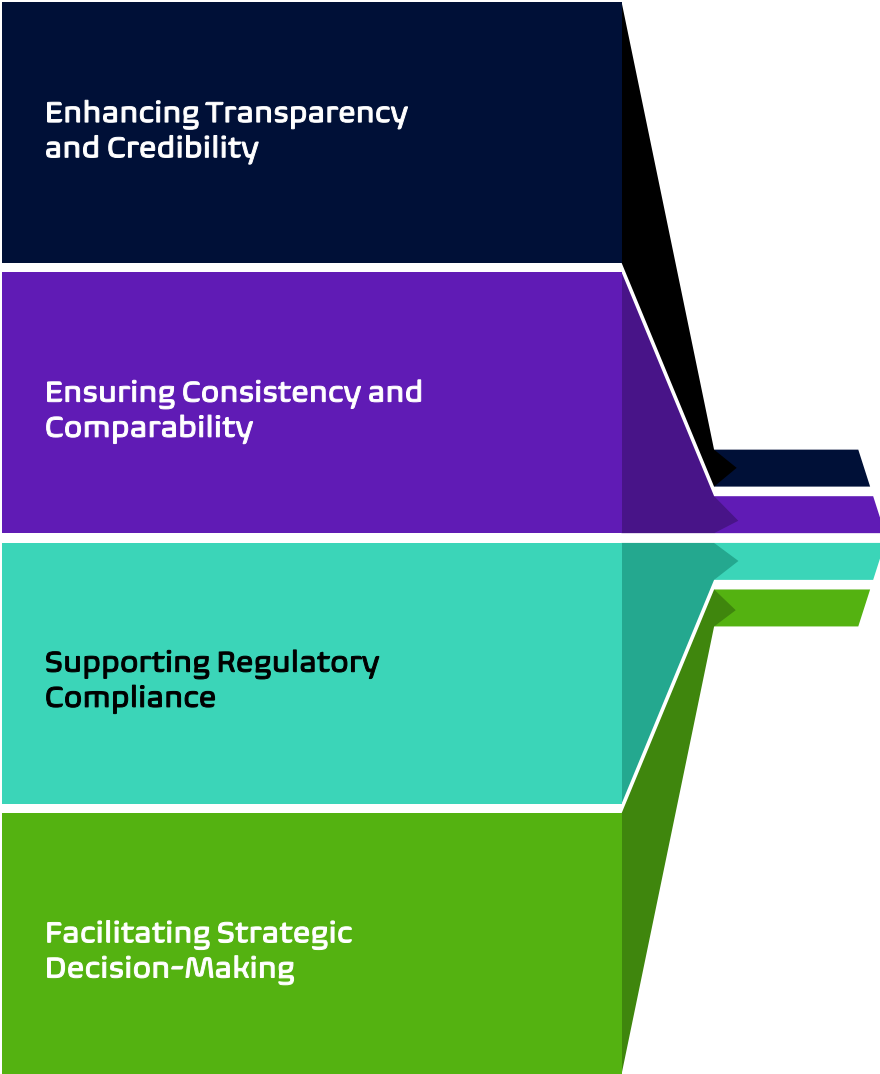 Enhancing Transparency
and Credibility
Ensuring Consistency and
Comparability
Supporting Regulatory
Compliance
Facilitating Strategic
Decision-Making